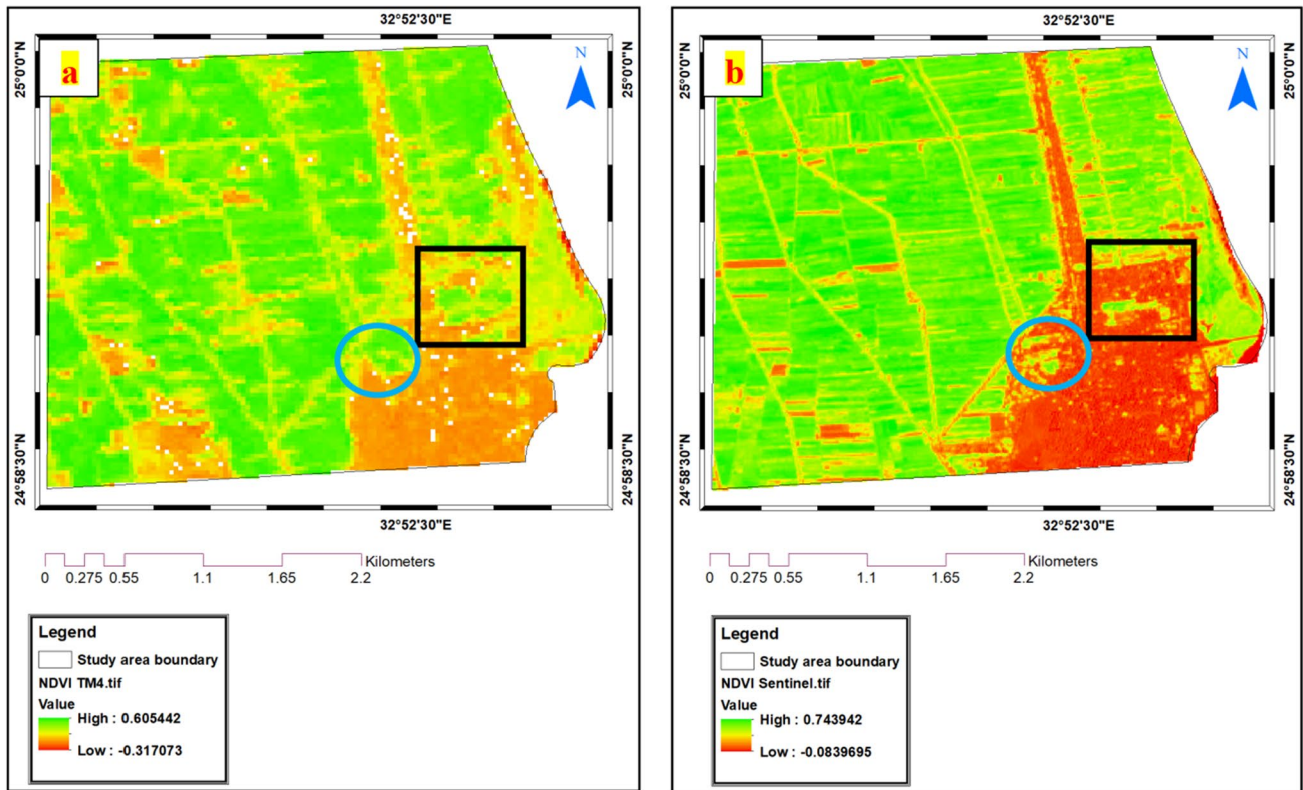 32°52'30"E
a
N
25°0'0"N
25°0'0"N
24°58'30"N
24°58'30"N
32°52'30"E
Kilometers
0 0.275 0.55 1.1 1.65 2.2
Legend
Study area boundary
NDVI TM4.tif
Value
High : 0.605442
Low : -0.317073
32°52'30"E
b
N
25°0'0"N
25°0'0"N
24°58'30"N
24°58'30"N
32°52'30"E
Kilometers
0 0.275 0.55 1.1 1.65 2.2
Legend
Study area boundary
NDVI Sentinel.tif
Value
High : 0.743942
Low : -0.0839695